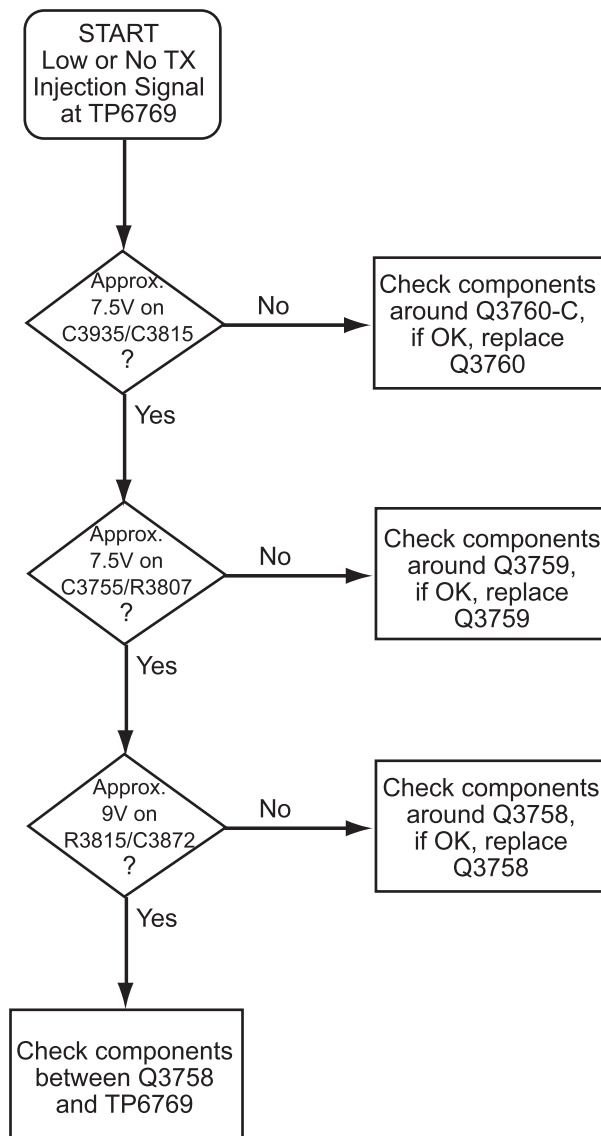 START
Low or No TX
Injection Signal
at TP6769
Approx.
7.5V on
C3935/C3815
?
No
Check components
around Q3760-C,
if OK, replace
Q3760
Yes
Approx.
7.5V on
C3755/R3807
?
No
Check components
around Q3759,
if OK, replace
Q3759
Yes
Approx.
9V on
R3815/C3872
?
No
Check components
around Q3758,
if OK, replace
Q3758
Yes
Check components
between Q3758
and TP6769